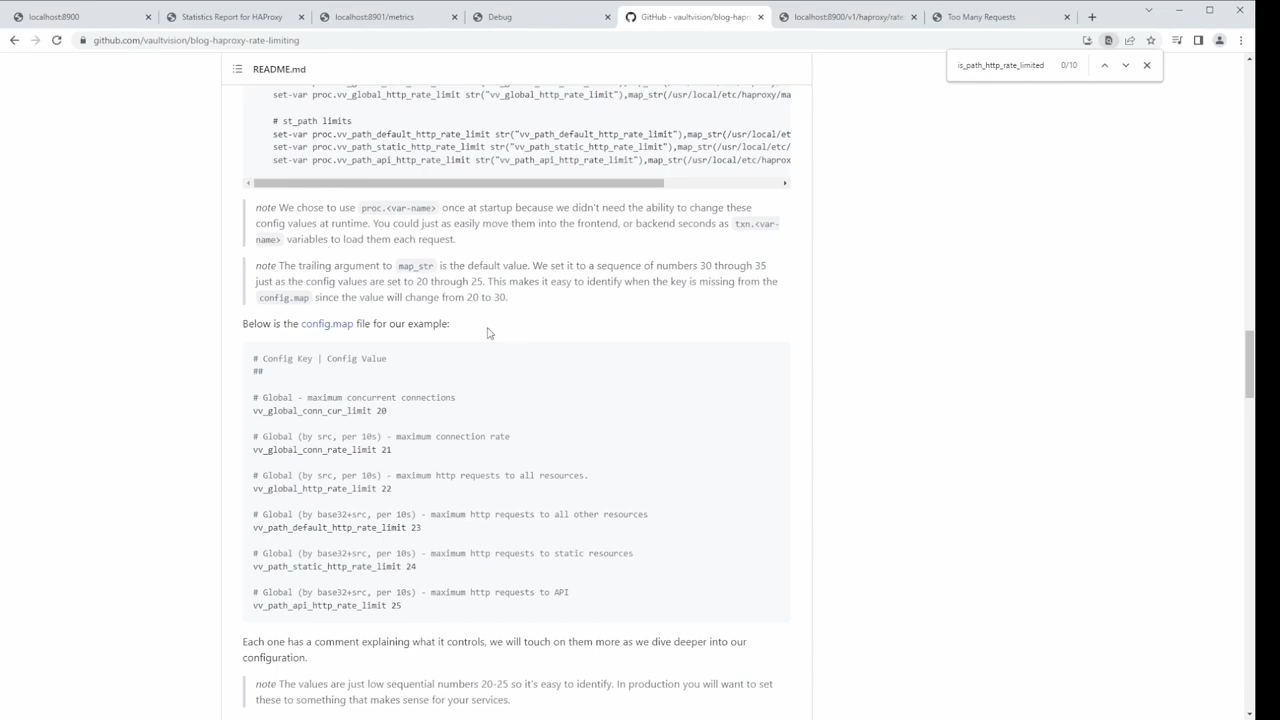 localhost:8900
Statistics Report for HAProxy
localhost:8901/metrics
Debug
GitHub - vaultvision/blog-hapro
localhost:8900/v1/haproxy/rate
Too Many Requests
github.com/vaultvision/blog-haproxy-rate-limiting
is_path_http_rate_limited 0/10
README.md
set-var proc.vv_global_http_rate_limit str("vv_global_http_rate_limit"),map_str(/usr/local/etc/haproxy/ma
# st_path limits
set-var proc.vv_path_default_http_rate_limit str("vv_path_default_http_rate_limit"),map_str(/usr/local/et
set-var proc.vv_path_static_http_rate_limit str("vv_path_static_http_rate_limit"),map_str(/usr/local/etc/
set-var proc.vv_path_api_http_rate_limit str("vv_path_api_http_rate_limit"),map_str(/usr/local/etc/haprox
note We chose to use proc.<var-name> once at startup because we didn't need the ability to change these
config values at runtime. You could just as easily move them into the frontend, or backend seconds as txn.<var-
name> variables to load them each request.
note The trailing argument to map_str is the default value. We set it to a sequence of numbers 30 through 35
just as the config values are set to 20 through 25. This makes it easy to identify when the key is missing from the
config.map since the value will change from 20 to 30.
Below is the config.map file for our example:
# Config Key | Config Value
##
# Global - maximum concurrent connections
vv_global_conn_cur_limit 20
# Global (by src, per 10s) - maximum connection rate
vv_global_conn_rate_limit 21
# Global (by src, per 10s) - maximum http requests to all resources.
vv_global_http_rate_limit 22
# Global (by base32+src, per 10s) - maximum http requests to all other resources
vv_path_default_http_rate_limit 23
# Global (by base32+src, per 10s) - maximum http requests to static resources
vv_path_static_http_rate_limit 24
# Global (by base32+src, per 10s) - maximum http requests to API
vv_path_api_http_rate_limit 25
Each one has a comment explaining what it controls, we will touch on them more as we dive deeper into our
configuration.
note The values are just low sequential numbers 20-25 so it's easy to identify. In production you will want to set
these to something that makes sense for your services.